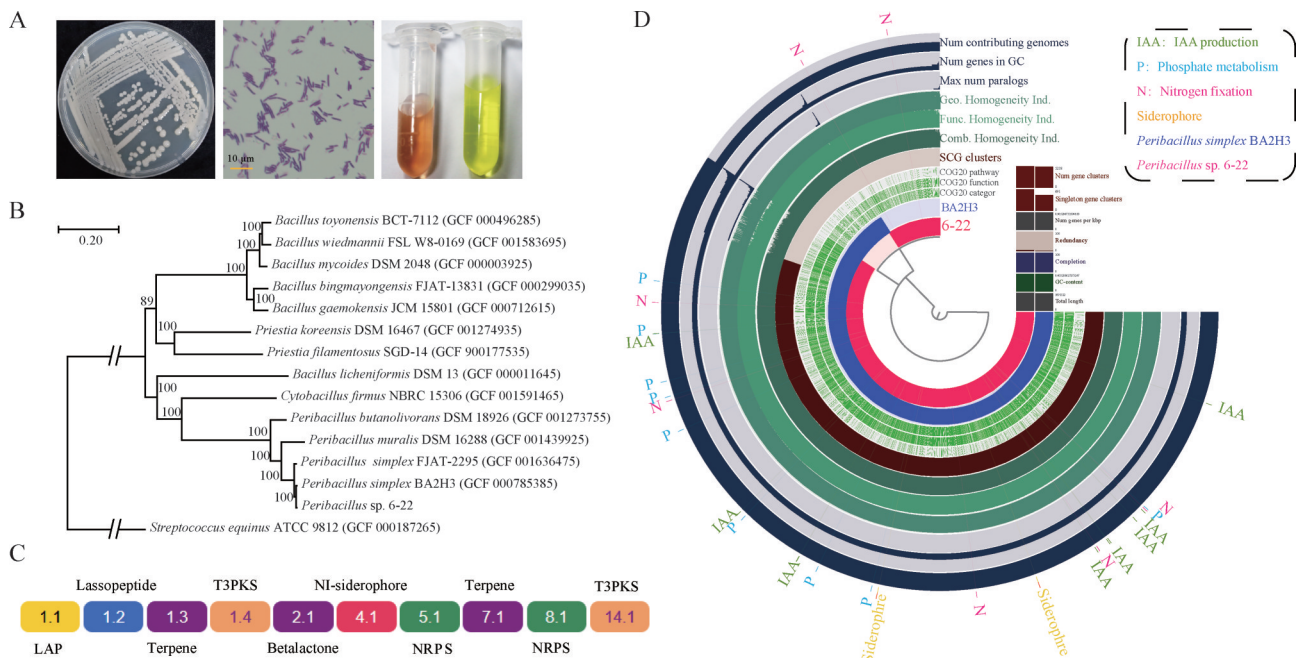 A
10 μm
B
0.20
Bacillus toyonensis BCT-7112 (GCF 000496285)
Bacillus wiedmannii FSL W8-0169 (GCF 001583695)
Bacillus mycoides DSM 2048 (GCF 000003925)
Bacillus bingmayongensis FJAT-13831 (GCF 000299035)
Bacillus gaemokensis JCM 15801 (GCF 000712615)
Priestia koreensis DSM 16467 (GCF 001274935)
Priestia filamentosus SGD-14 (GCF 900177535)
Bacillus licheniformis DSM 13 (GCF 000011645)
Cytobacillus firmus NBRC 15306 (GCF 001591465)
Peribacillus butanolivorans DSM 18926 (GCF 001273755)
Peribacillus muralis DSM 16288 (GCF 001439925)
Peribacillus simplex FJAT-2295 (GCF 001636475)
Peribacillus simplex BA2H3 (GCF 000785385)
Peribacillus sp. 6-22
Streptococcus equinus ATCC 9812 (GCF 000187265)
100
100
100
100
89
100
100
100
100
100
100
100
C
Lassopeptide T3PKS NI-siderophore Terpene T3PKS
1.1 1.2 1.3 1.4 2.1 4.1 5.1 7.1 8.1 14.1
LAP Terpene Betalactone NRPS NRPS
D
Num contributing genomes
Num genes in GC
Max num paralogs
Geo. Homogeneity Ind.
Func. Homogeneity Ind.
Comb. Homogeneity Ind.
SCG clusters
COG20 pathway
COG20 function
COG20 categor
BA2H3
6-22
Num gene clusters
Singleton gene clusters
Num genes per kbp
Redundancy
Completion
GC-content
Total length
IAA: IAA production
P: Phosphate metabolism
N: Nitrogen fixation
Siderophore
Peribacillus simplex BA2H3
Peribacillus sp. 6-22
N
N
P
N
P
IAA
P
P
N
P
IAA
P
IAA
P
P
Siderophre
N
Siderophre
IAA
N
IAA
IAA
IAA
P
N
IAA